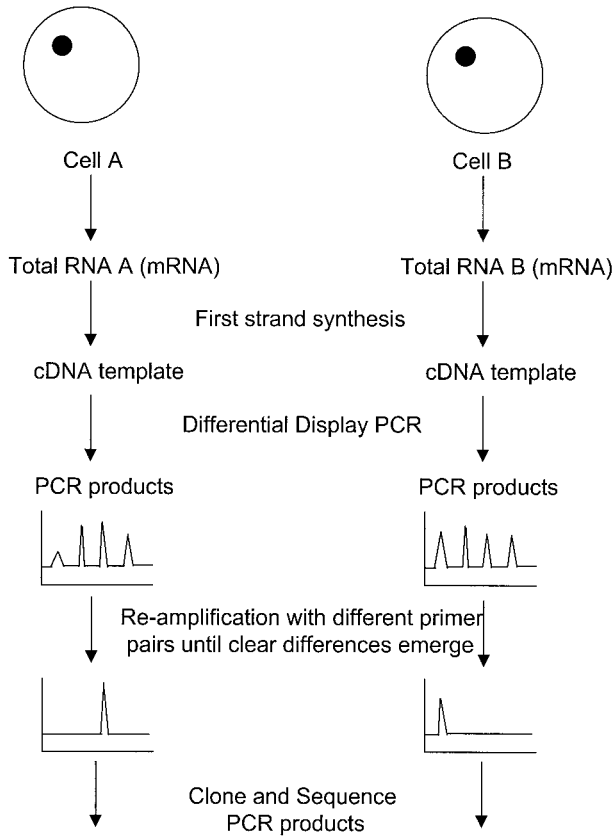 Cell A
Cell B
Total RNA A (mRNA)
Total RNA B (mRNA)
First strand synthesis
cDNA template
cDNA template
Differential Display PCR
PCR products
PCR products
Re-amplification with different primer
pairs until clear differences emerge
Clone and Sequence
PCR products